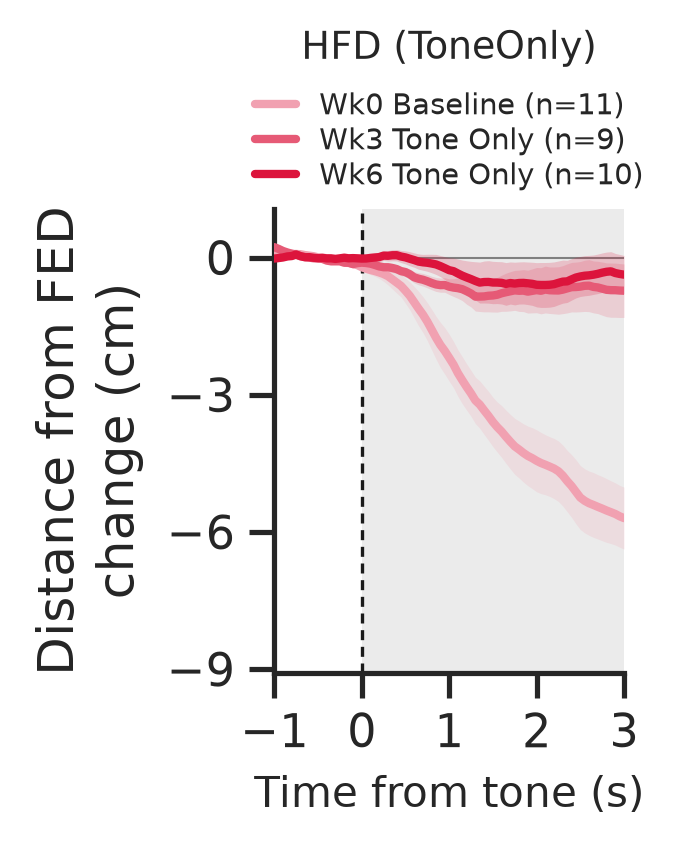 HFD (ToneOnly)
Wk0 Baseline (n=11)
Wk3 Tone Only (n=9)
Wk6 Tone Only (n=10)
Distance from FED
change (cm)
0
−3
−6
−9
−1 0 1 2 3
Time from tone (s)